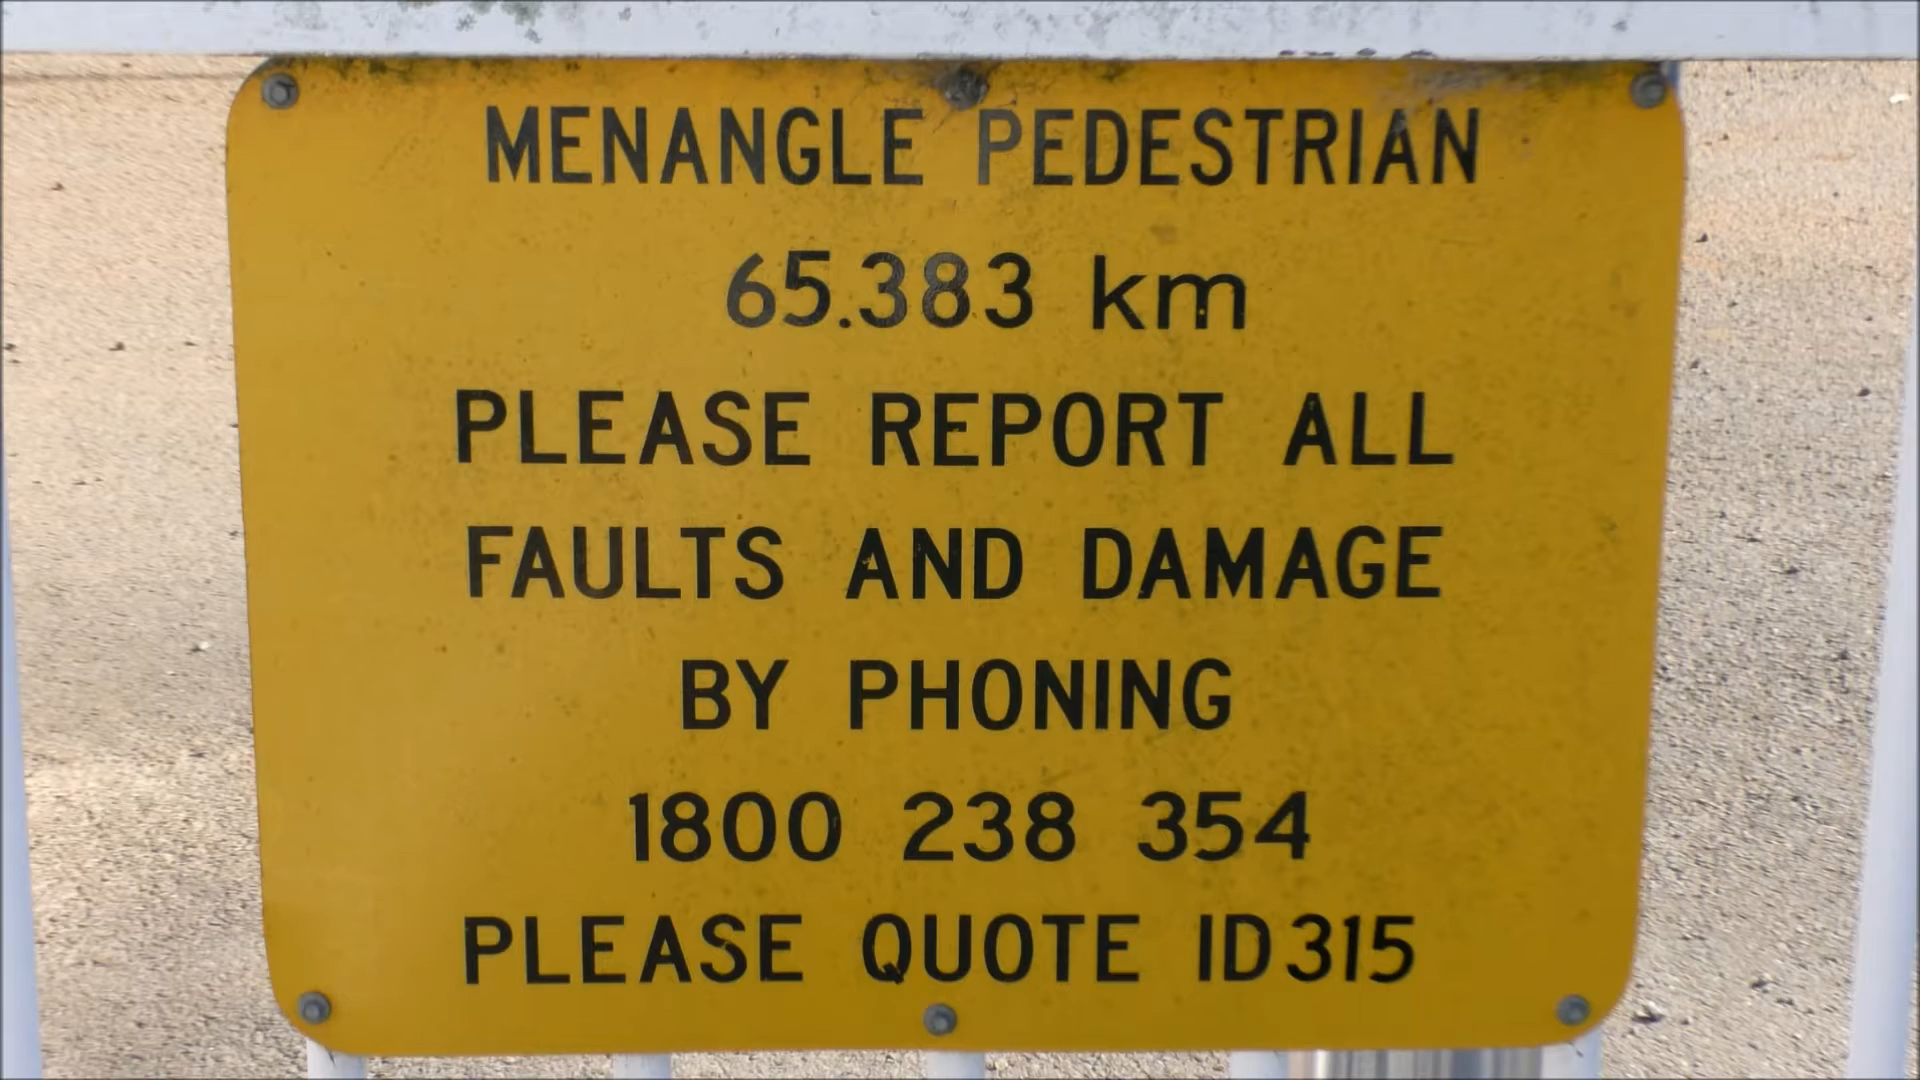 MENANGLE PEDESTRIAN
65.383 km
PLEASE REPORT ALL
FAULTS AND DAMAGE
BY PHONING
1800 238 354
PLEASE QUOTE ID315